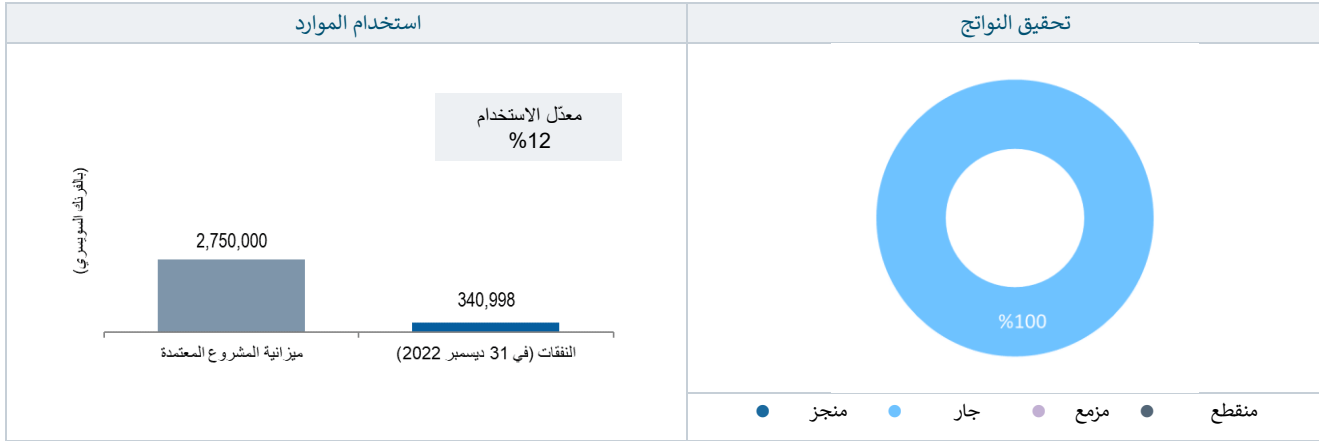 تحقيق النواتج
%100
منقطع
مزمع
جار
منجز
استخدام الموارد
معدّل الاستخدام
%12
(بالفرنك السويسري)
2,750,000
340,998
ميزانية المشروع المعتمدة
النفقات (في 31 ديسمبر 2022)